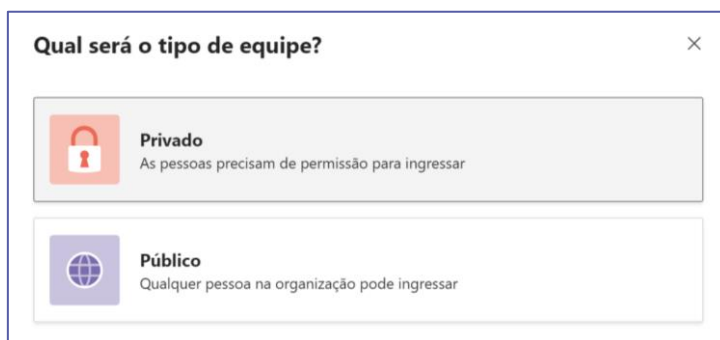 Qual será o tipo de equipe?
Privado
As pessoas precisam de permissão para ingressar
Público
Qualquer pessoa na organização pode ingressar